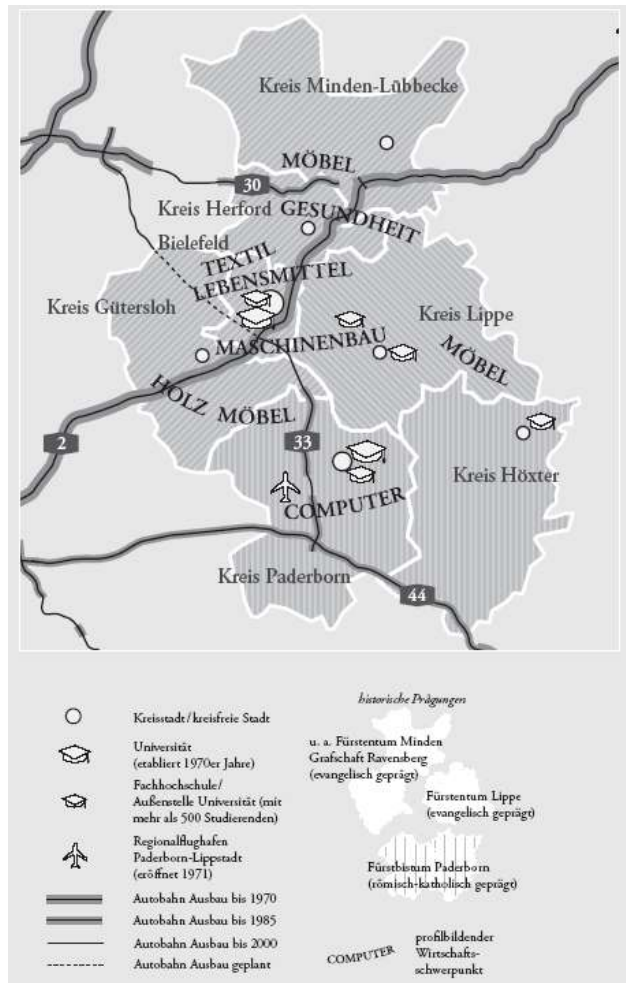 Kreis Minden-Lübbecke
MÖBEL
30
Kreis Herford
GESUNDHEIT
Bielefeld
TEXTIL
LEBENSMITTEL
Kreis Gütersloh
Kreis Lippe
MASCHINENBAU
MÖBEL
HOLZ MÖBEL
2
33
Kreis Höxter
COMPUTER
Kreis Paderborn
44
historische Prägungen
Kreisstadt/kreisfreie Stadt
Universität
(etabliert 1970er Jahre)
Fachhochschule/
Außenstelle Universität (mit
mehr als 500 Studierenden)
Regionalflughafen
Paderborn-Lippstadt
(eröffnet 1971)
Autobahn Ausbau bis 1970
Autobahn Ausbau bis 1985
Autobahn Ausbau bis 2000
Autobahn Ausbau geplant
u. a. Fürstentum Minden
Grafschaft Ravensberg
(evangelisch geprägt)
Fürstentum Lippe
(evangelisch geprägt)
Fürstbistum Paderborn
(römisch-katholisch geprägt)
COMPUTER
profilbildender
Wirtschafts-
schwerpunkt